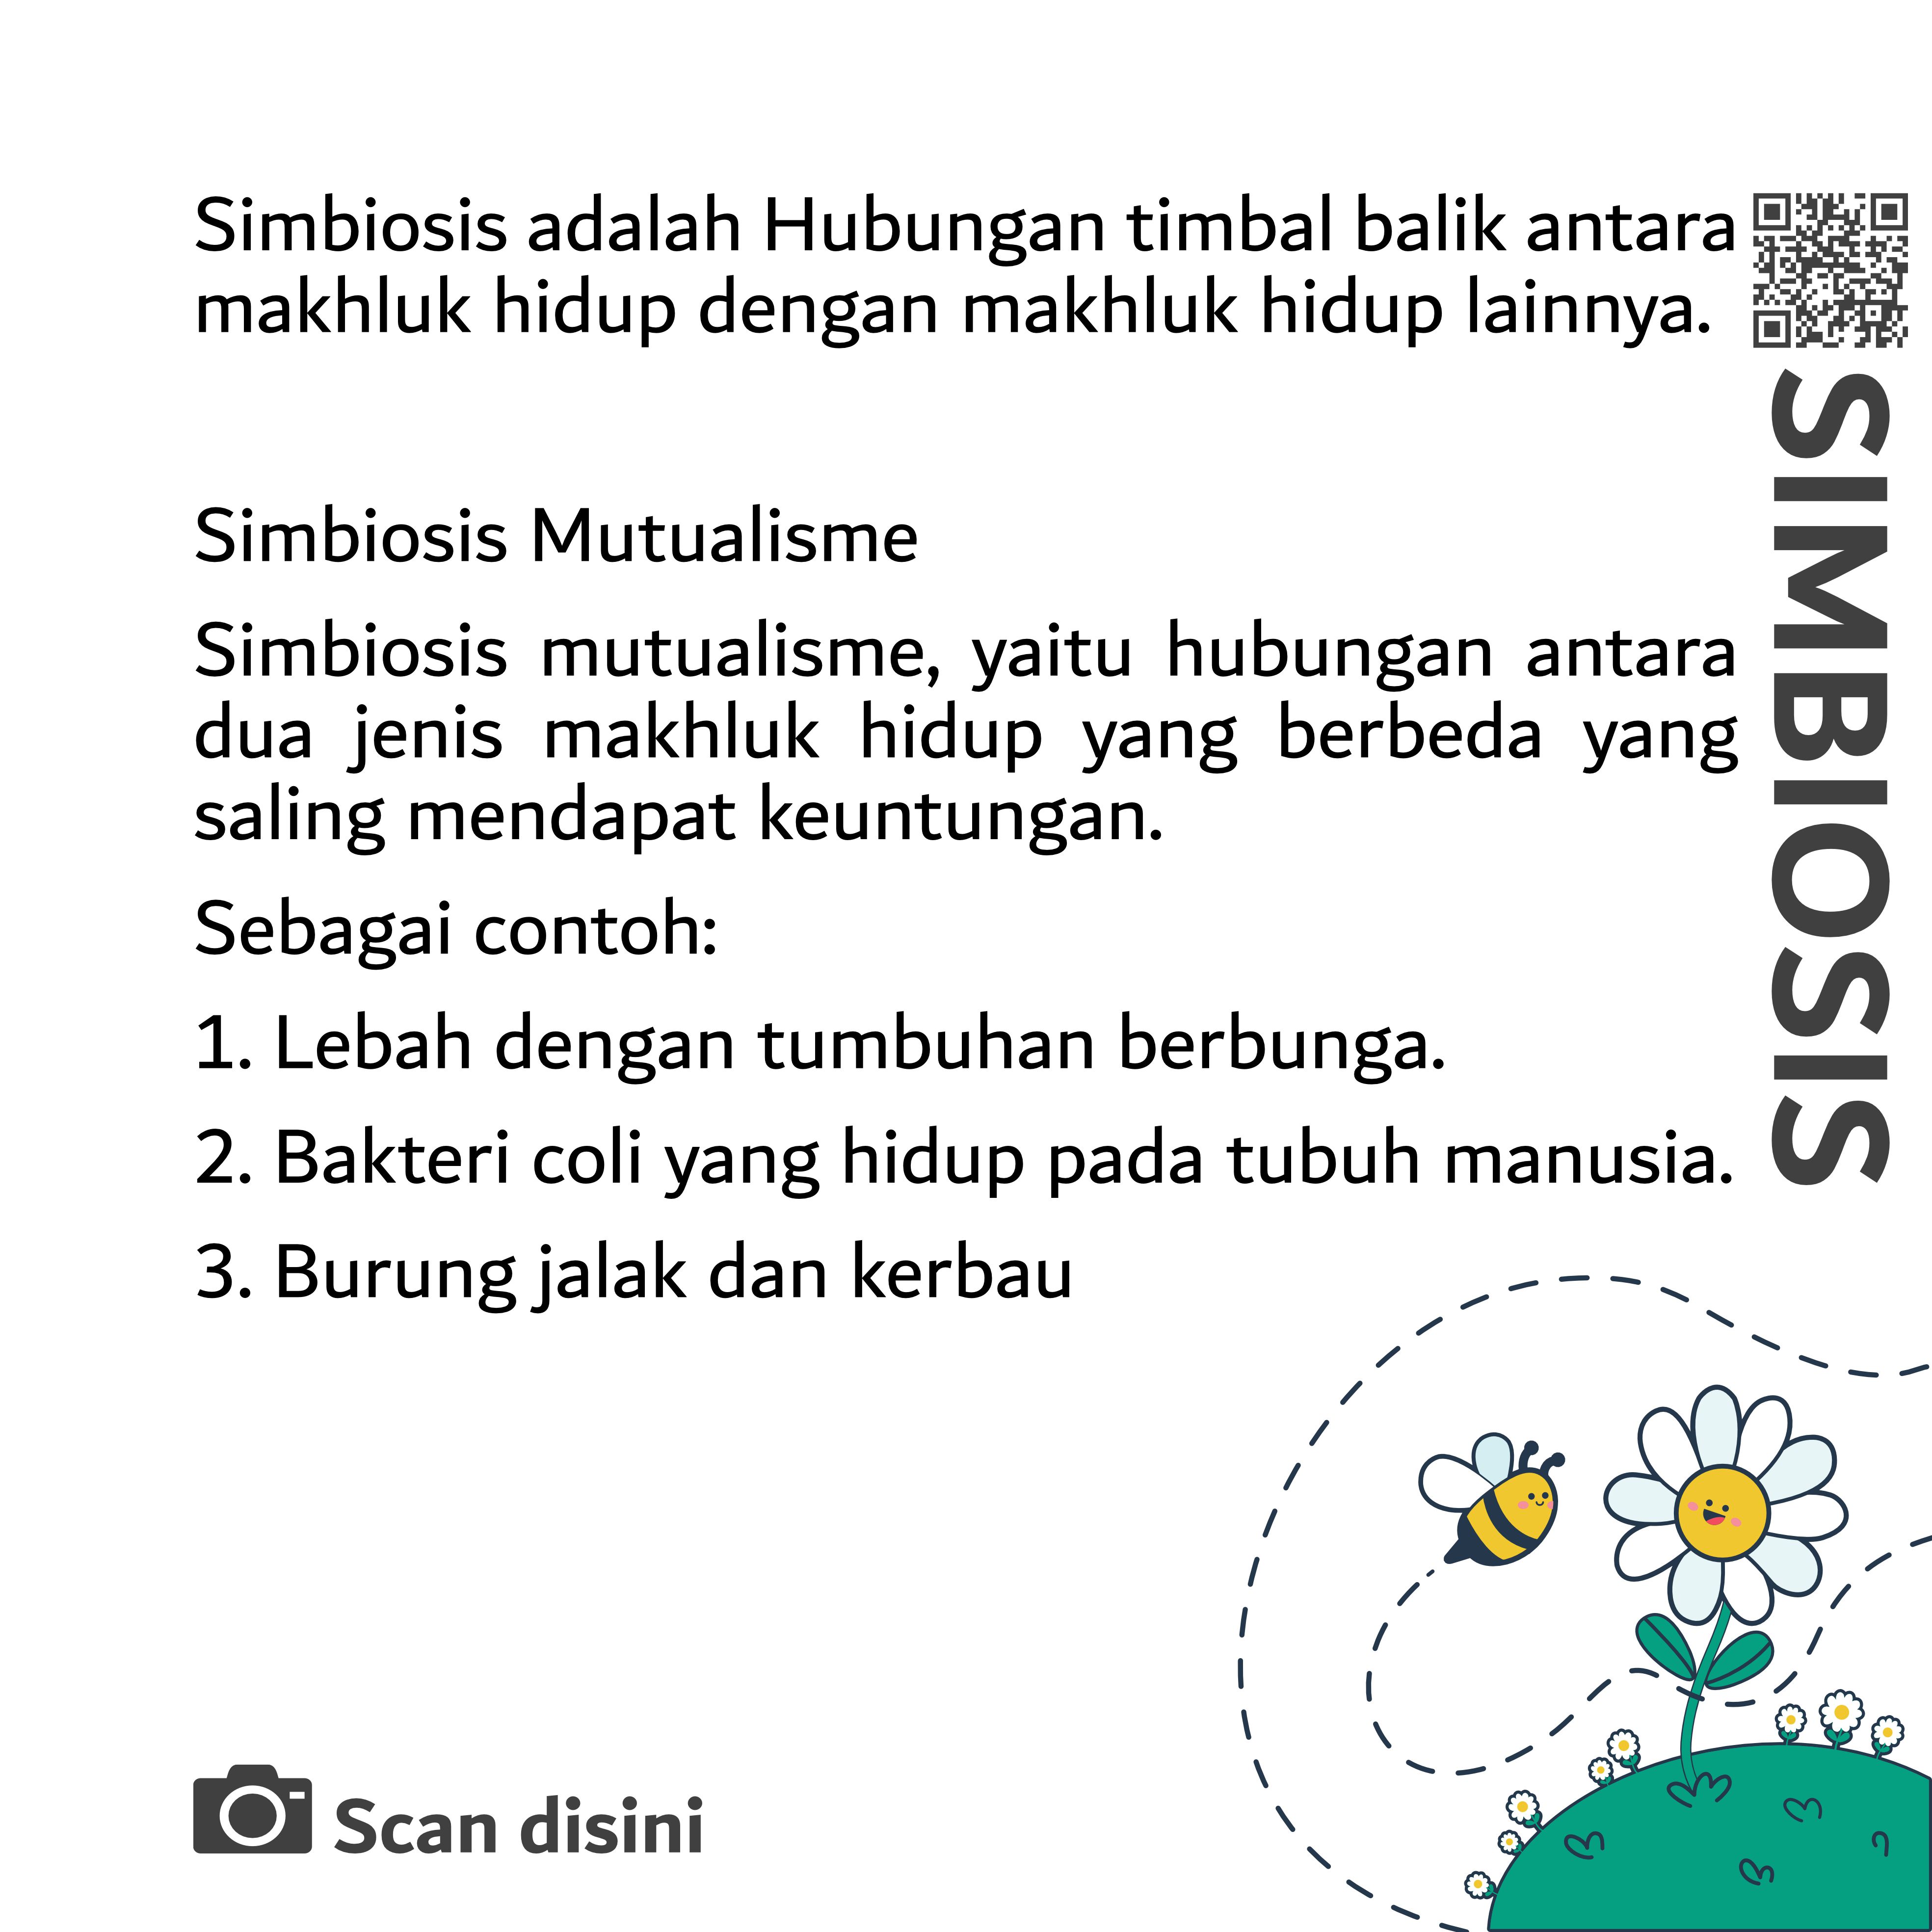 Simbiosis adalah Hubungan timbal balik antara
makhluk hidup dengan makhluk hidup lainnya.
SIMBIOSIS
Simbiosis Mutualisme
Simbiosis mutualisme, yaitu hubungan antara
dua jenis makhluk hidup yang berbeda yang
saling mendapat keuntungan.
Sebagai contoh:
1. Lebah dengan tumbuhan berbunga.
2. Bakteri coli yang hidup pada tubuh manusia.
3. Burung jalak dan kerbau
Scan disini